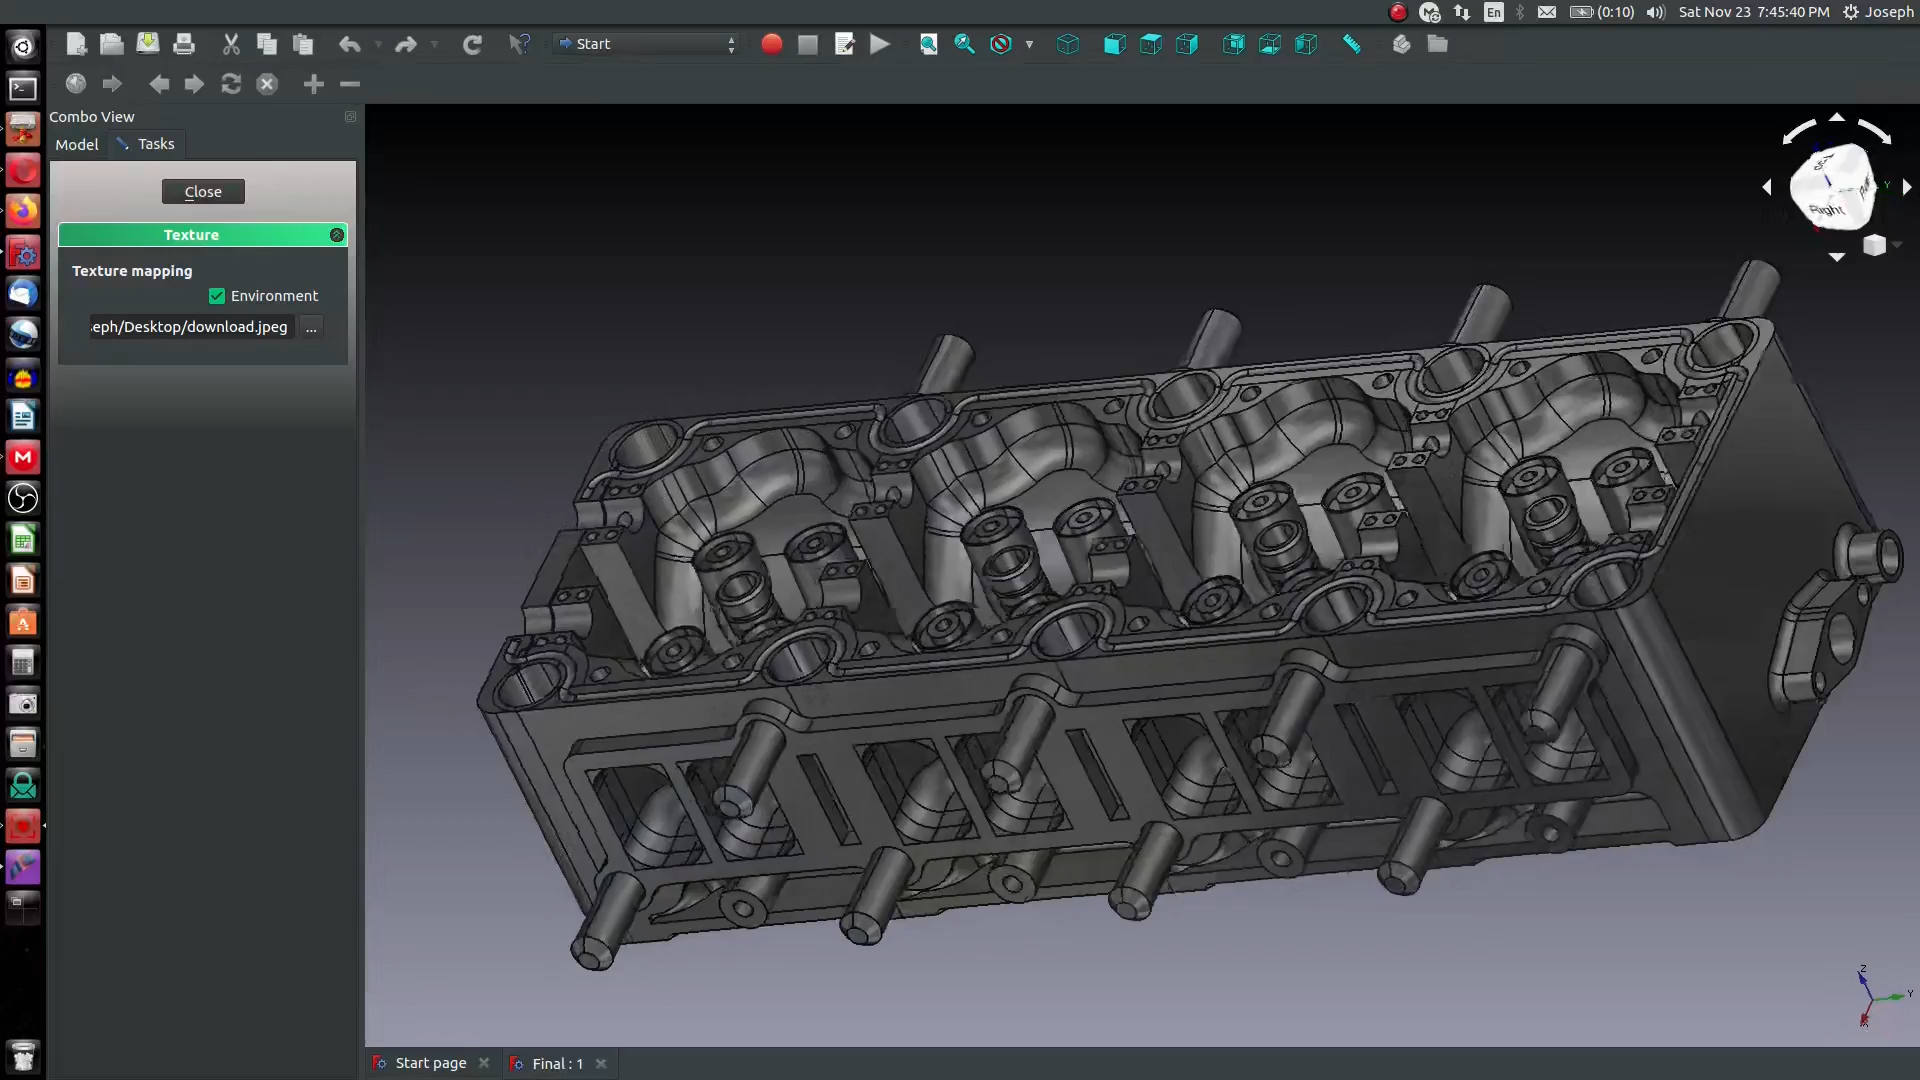 En
(0:10)
Sat Nov 23 7:45:40 PM
Joseph
Start
Combo View
Model
Tasks
Close
Texture
Texture mapping
Environment
eph/Desktop/download.jpeg
...
Right
Y
Z
Y
X
Start page
Final : 1